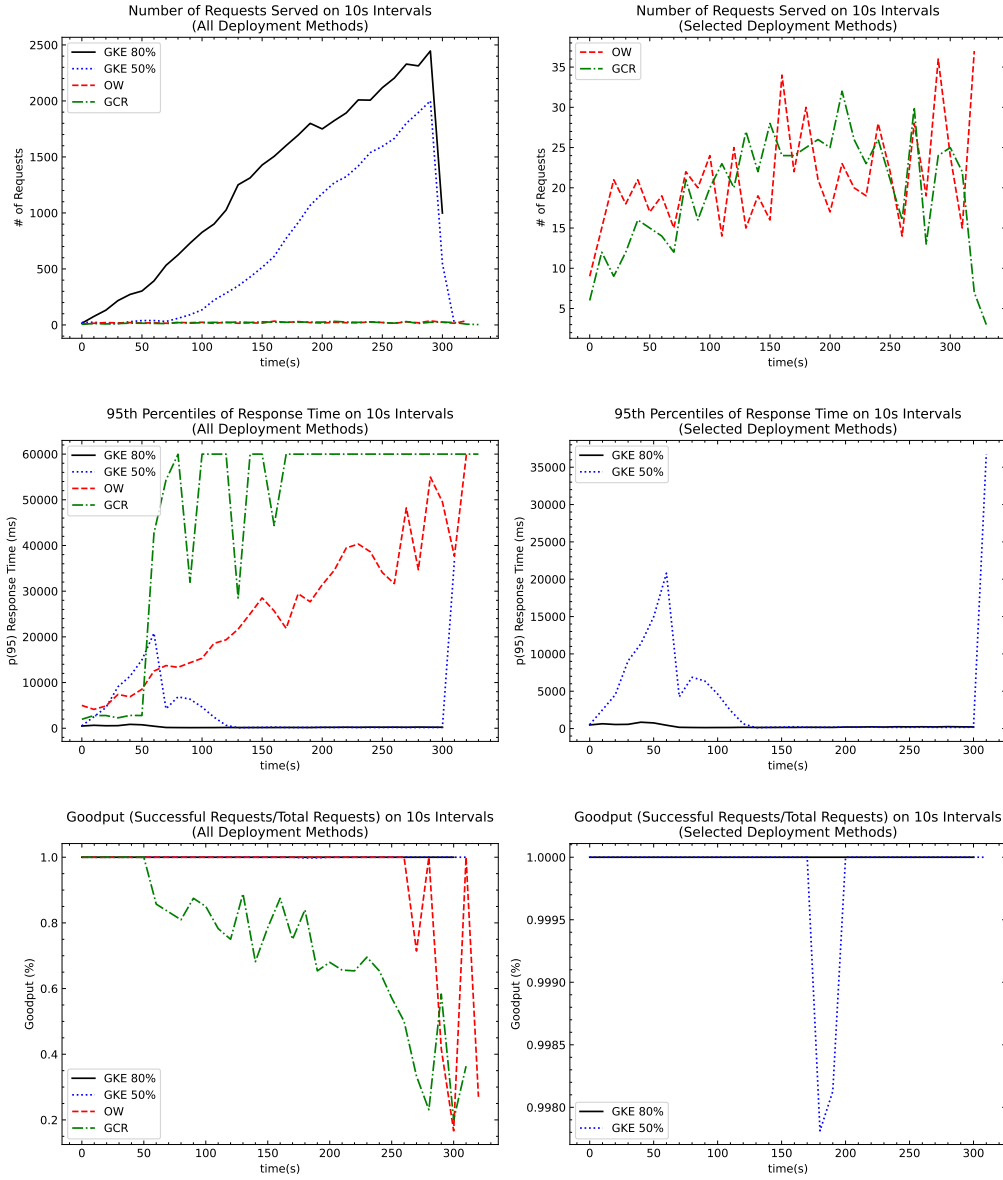 Number of Requests Served on 10s Intervals
(All Deployment Methods)
GKE 80%
GKE 50%
OW
GCR
2500
2000
1500
1000
500
0
# of Requests
0
50
100
150
200
250
300
time(s)
Number of Requests Served on 10s Intervals
(Selected Deployment Methods)
OW
GCR
35
30
25
20
15
10
5
# of Requests
0
50
100
150
200
250
300
time(s)
95th Percentiles of Response Time on 10s Intervals
(All Deployment Methods)
GKE 80%
GKE 50%
OW
GCR
60000
50000
40000
30000
20000
10000
0
p(95) Response Time (ms)
0
50
100
150
200
250
300
time(s)
95th Percentiles of Response Time on 10s Intervals
(Selected Deployment Methods)
GKE 80%
GKE 50%
35000
30000
25000
20000
15000
10000
5000
0
p(95) Response Time (ms)
0
50
100
150
200
250
300
time(s)
Goodput (Successful Requests/Total Requests) on 10s Intervals
(All Deployment Methods)
1.0
0.8
0.6
0.4
0.2
Goodput (%)
GKE 80%
GKE 50%
OW
GCR
0
50
100
150
200
250
300
time(s)
Goodput (Successful Requests/Total Requests) on 10s Intervals
(Selected Deployment Methods)
1.0000
0.9995
0.9990
0.9985
0.9980
Goodput (%)
GKE 80%
GKE 50%
0
50
100
150
200
250
300
time(s)